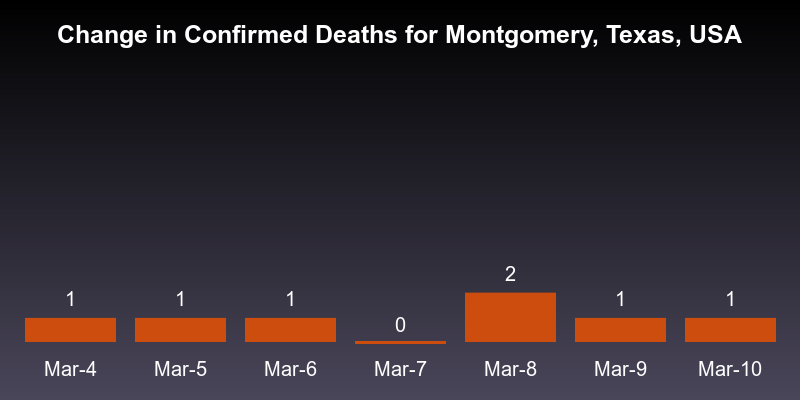 Change in Confirmed Deaths for Montgomery, Texas, USA
2
1 1 1 1 1
0
Mar-4 Mar-5 Mar-6 Mar-7 Mar-8 Mar-9 Mar-10